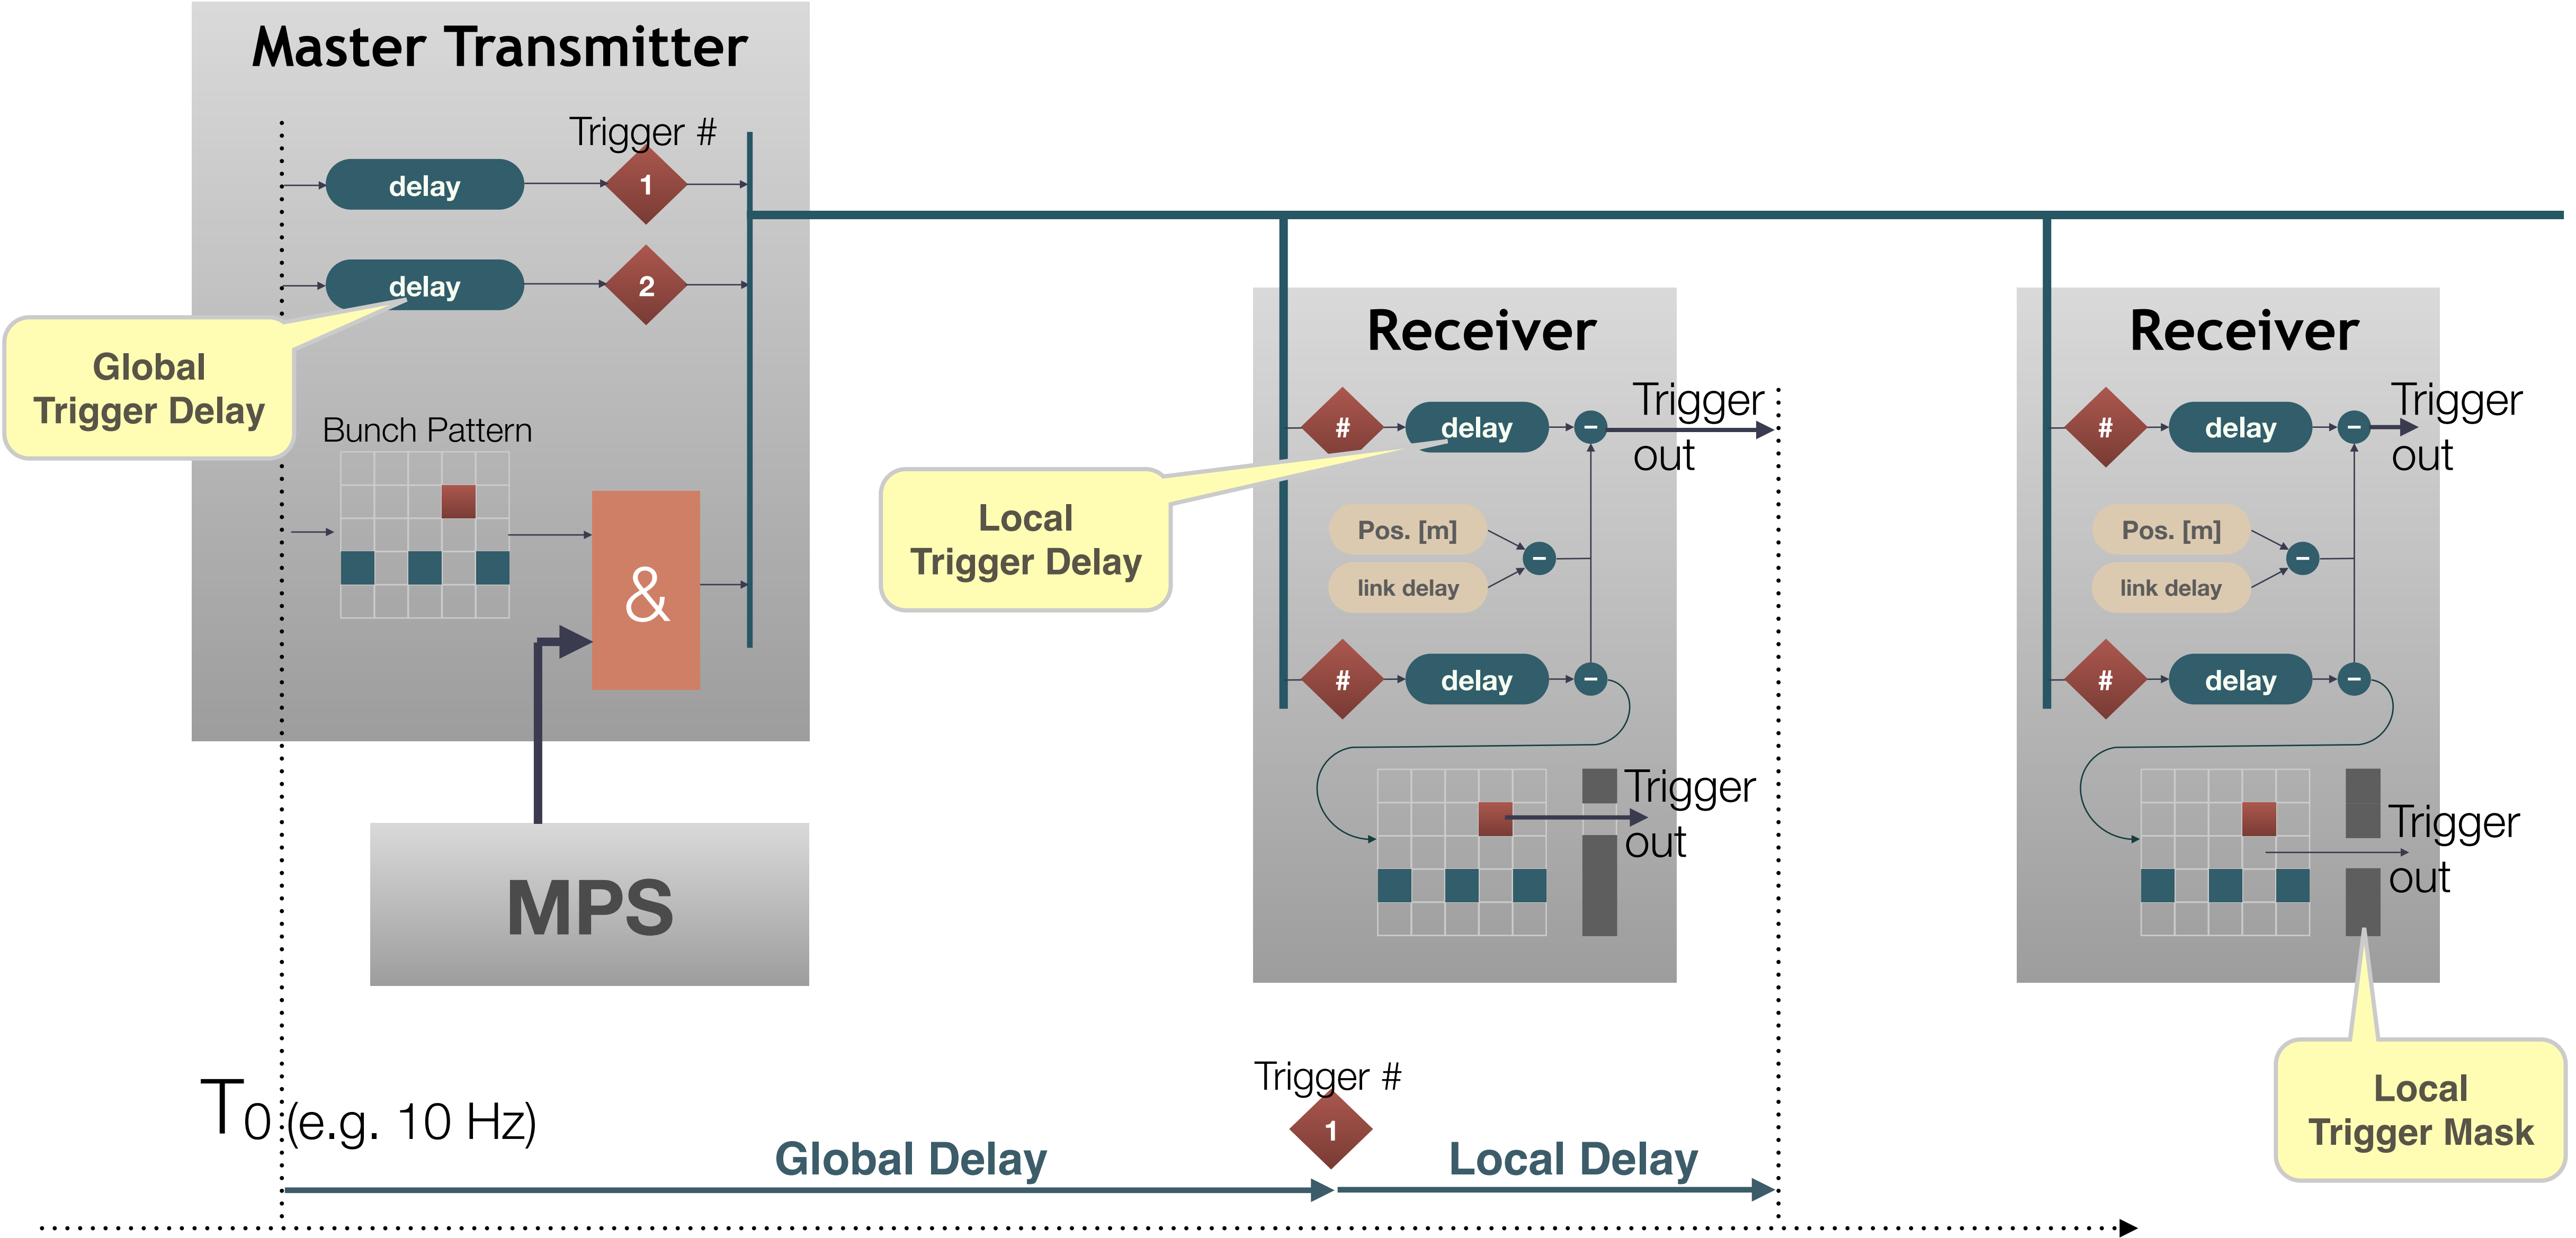 Master Transmitter
Trigger #
delay
1
delay
2
Global
Trigger Delay
Bunch Pattern
&
MPS
Receiver
#
delay
−
Trigger
out
Local
Trigger Delay
Pos. [m]
−
link delay
#
delay
−
Trigger
out
Receiver
#
delay
−
Trigger
out
Pos. [m]
−
link delay
#
delay
−
Trigger
out
Local
Trigger Mask
T0 (e.g. 10 Hz)
Trigger #
1
Global Delay
Local Delay